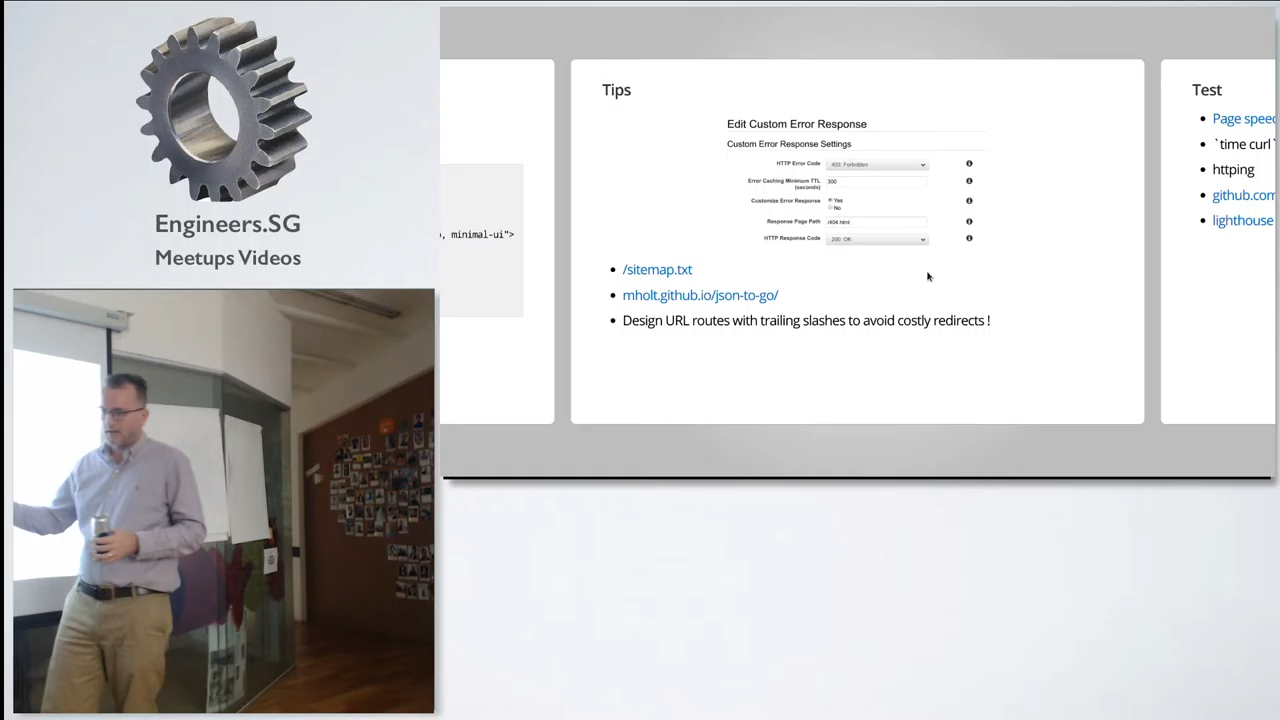 Engineers.SG
Meetups Videos
, minimal-ui">
Tips
Edit Custom Error Response
Custom Error Response Settings
HTTP Error Code
403: Forbidden
Error Caching Minimum TTL
(seconds)
300
Customize Error Response
Yes
No
Response Page Path
/404.html
HTTP Response Code
200: OK
/sitemap.txt
mholt.github.io/json-to-go/
Design URL routes with trailing slashes to avoid costly redirects !
Test
Page speed
`time curl`
httping
github.com
lighthouse